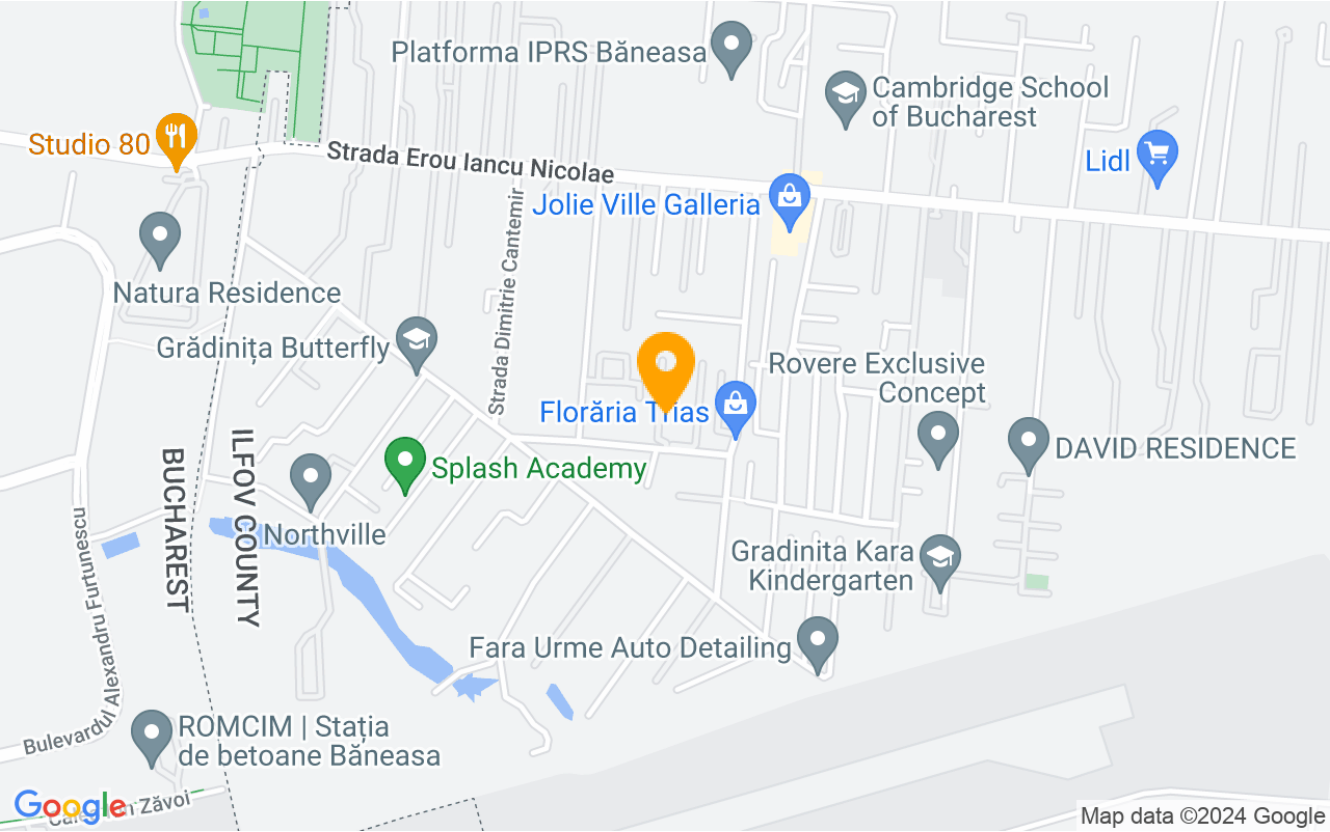 Platforma IPRS Băneasa
Cambridge School
of Bucharest
Studio 80
Strada Erou Iancu Nicolae
Lidl
Jolie Ville Galleria
Strada Dimitrie Cantemir
Natura Residence
Grădinița Butterfly
Rovere Exclusive
Concept
Florăria Trias
DAVID RESIDENCE
Splash Academy
BUCHAREST
ILFOV COUNTY
Northville
Bulevardul Alexandru Furtunescu
Gradinita Kara
Kindergarten
Fara Urme Auto Detailing
ROMCIM | Stația
de betoane Băneasa
Google
Zăvoi
Map data ©2024 Google